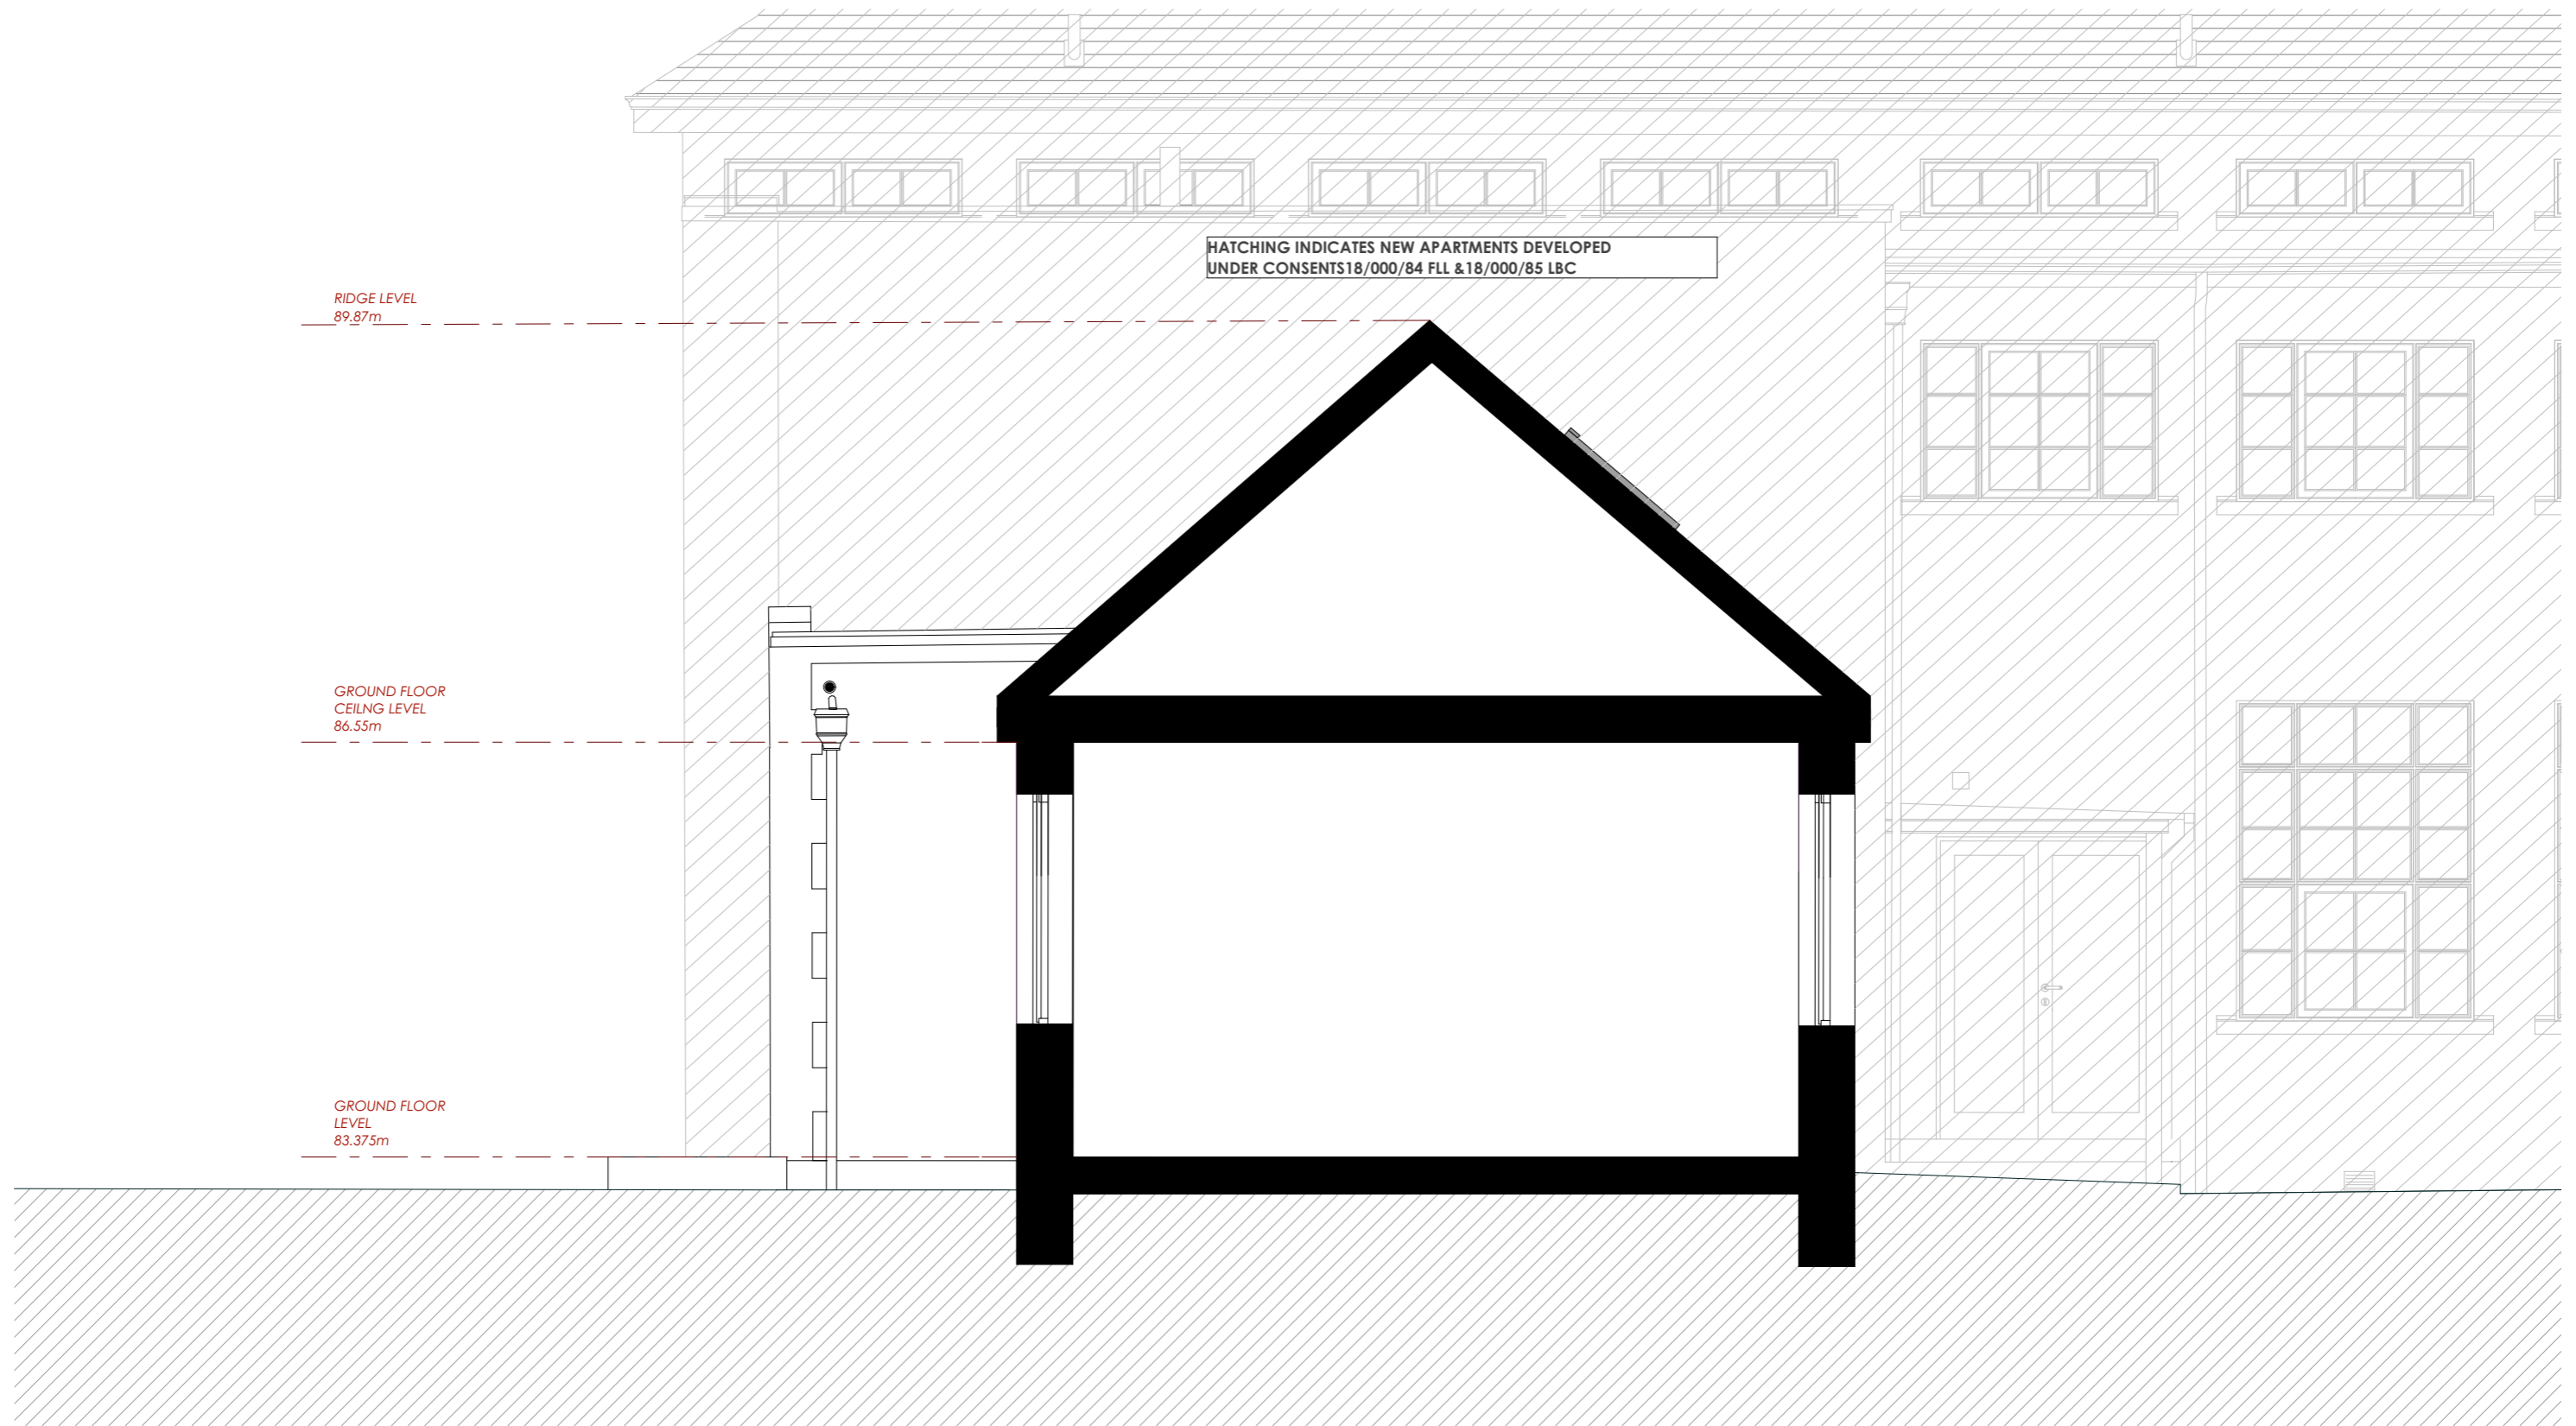 HATCHING INDICATES NEW APARTMENTS DEVELOPED
UNDER CONSENTS18/000/84 FLL &18/000/85 LBC
RIDGE LEVEL
89.87m
GROUND FLOOR
CEILNG LEVEL
86.55m
GROUND FLOOR
LEVEL
83.375m